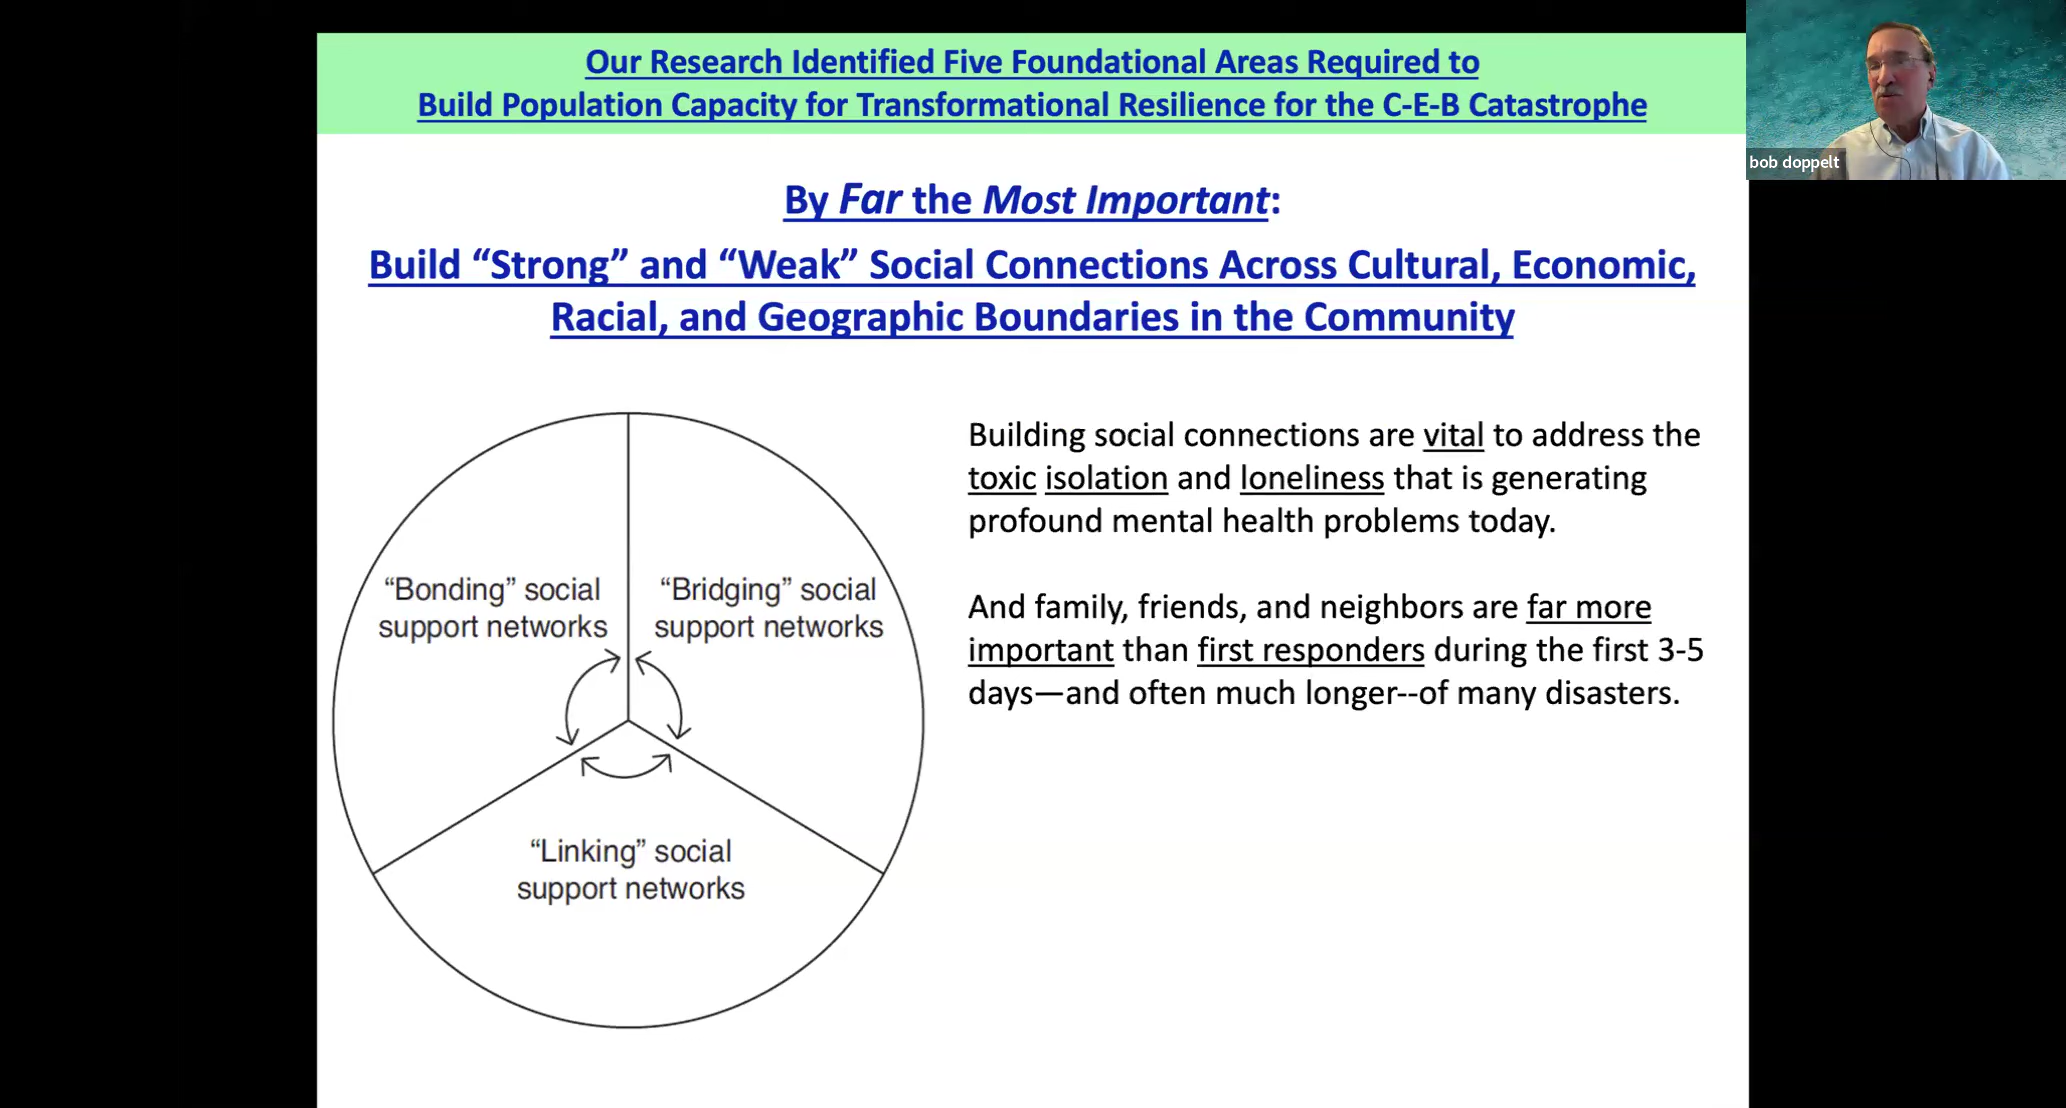 Our Research Identified Five Foundational Areas Required to
Build Population Capacity for Transformational Resilience for the C-E-B Catastrophe
bob doppelt
By Far the Most Important:
Build “Strong” and “Weak” Social Connections Across Cultural, Economic,
Racial, and Geographic Boundaries in the Community
“Bonding” social
support networks
“Bridging” social
support networks
“Linking” social
support networks
Building social connections are vital to address the
toxic isolation and loneliness that is generating
profound mental health problems today.
And family, friends, and neighbors are far more
important than first responders during the first 3-5
days—and often much longer--of many disasters.